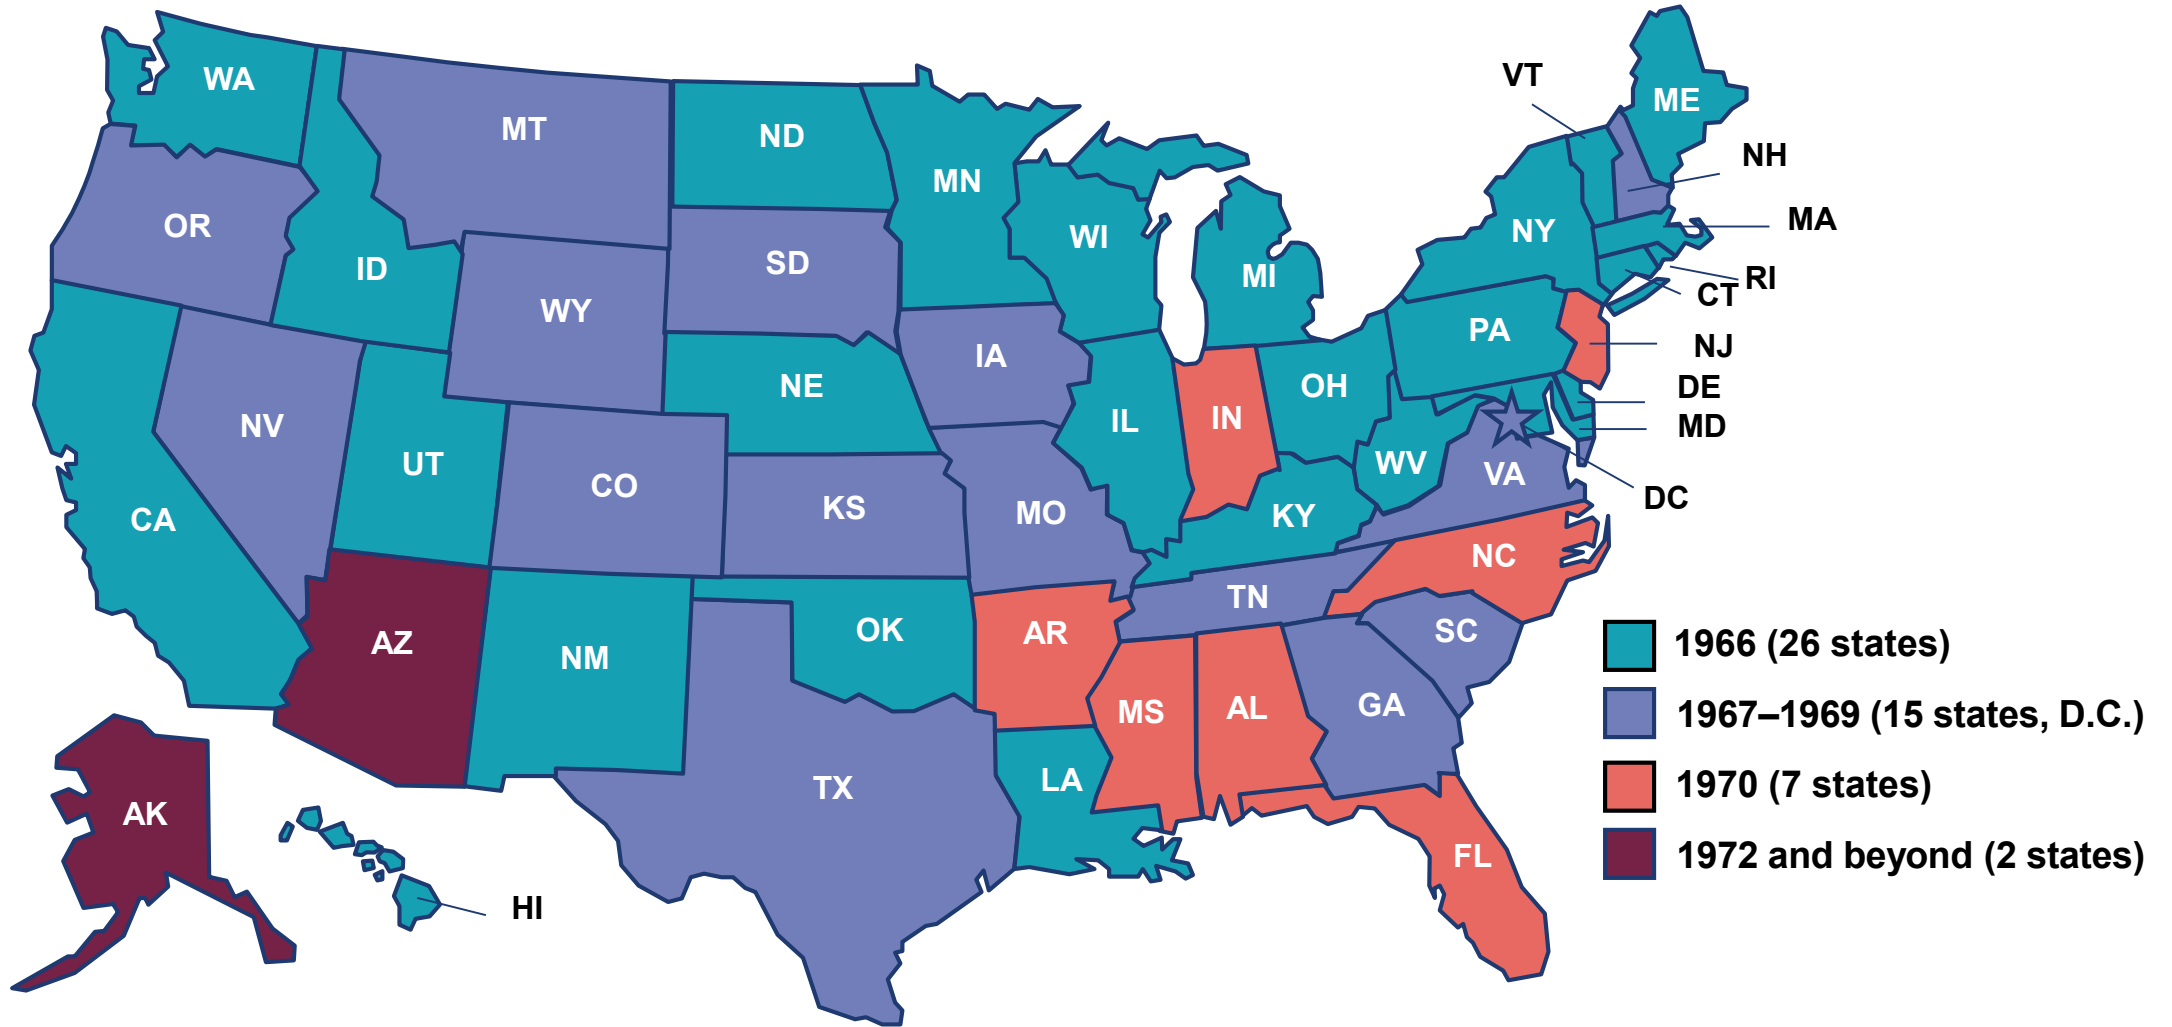 WA
MT
ND
MN
VT
ME
NH
OR
ID
WY
SD
WI
MI
NY
MA
RI
CT
PA
NJ
IA
NE
NV
UT
CO
IL
IN
OH
DE
MD
WV
VA
DC
CA
KS
MO
KY
NC
TN
AZ
NM
OK
AR
SC
MS
AL
GA
TX
LA
AK
HI
FL
1966 (26 states)
1967–1969 (15 states, D.C.)
1970 (7 states)
1972 and beyond (2 states)